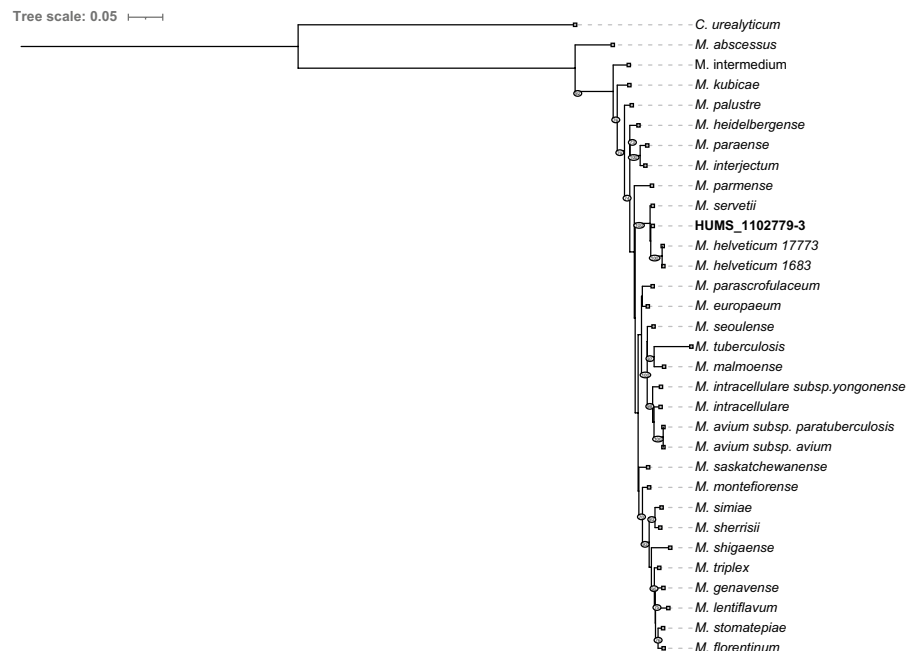 Tree scale: 0.05
C. urealyticum
M. abscessus
M. intermedium
M. kubicae
M. palustre
M. heidelbergense
M. paraense
M. interjectum
M. parmense
M. servetii
HUMS_1102779-3
M. helveticum 17773
M. helveticum 1683
M. parascrofulaceum
M. europaeum
M. seoulense
M. tuberculosis
M. malmoense
M. intracellulare subsp.yongonense
M. intracellulare
M. avium subsp. paratuberculosis
M. avium subsp. avium
M. saskatchewanense
M. montefiorense
M. simiae
M. sherrisii
M. shigaense
M. triplex
M. genavense
M. lentiflavum
M. stomatepiae
M. florentinum